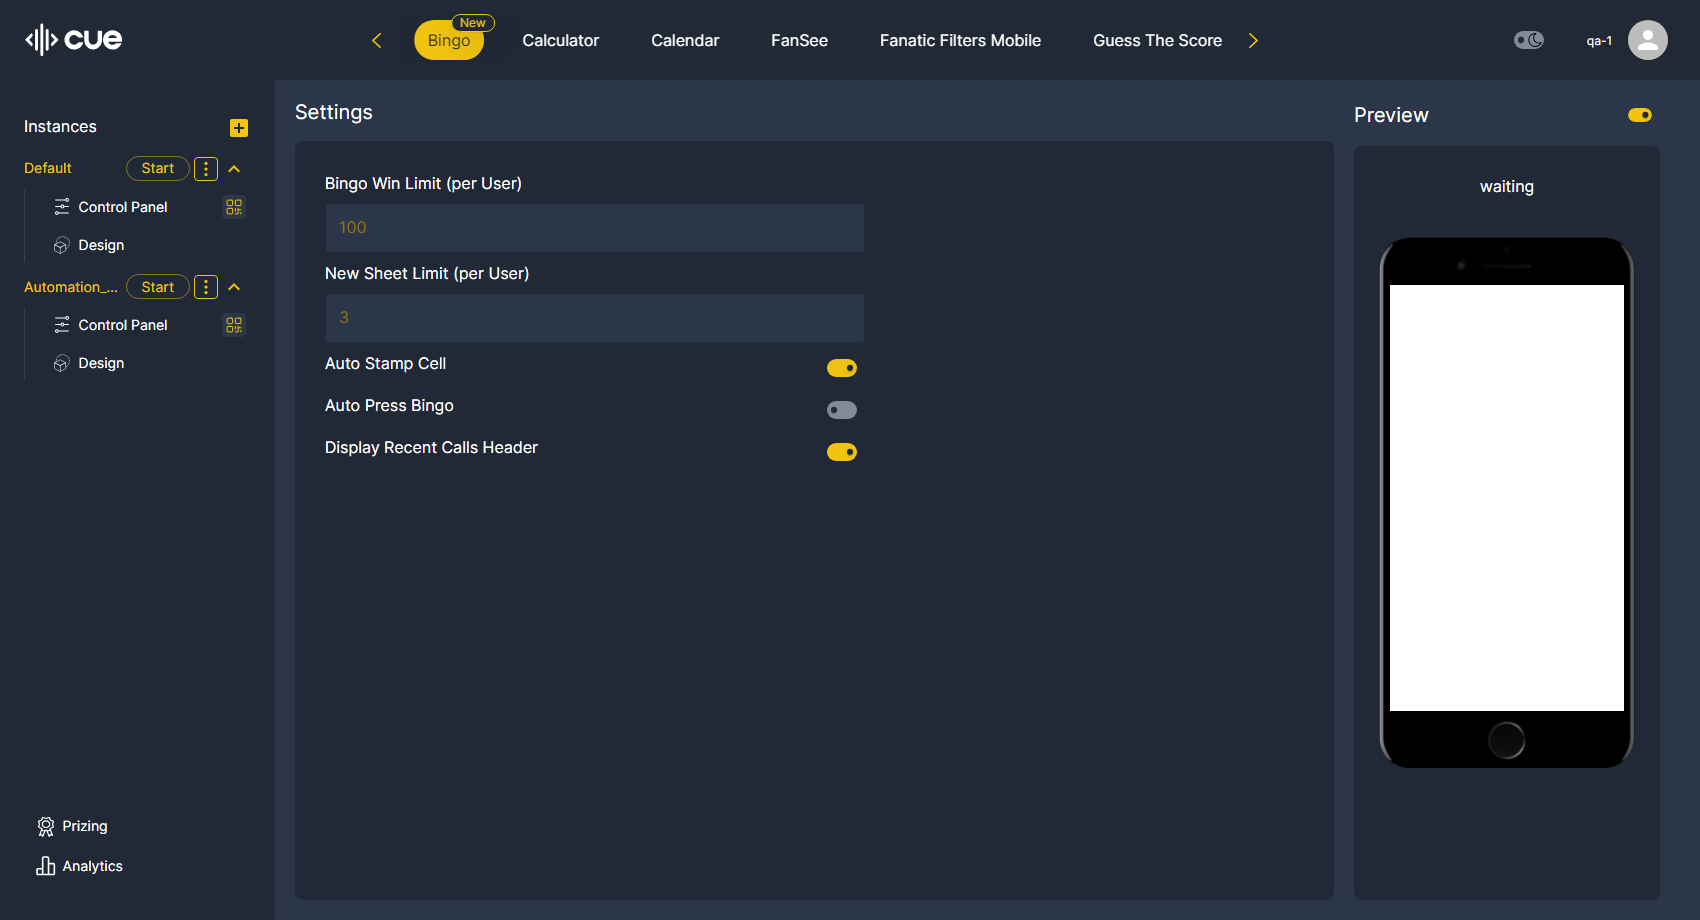 cue
New
Bingo
Calculator
Calendar
FanSee
Fanatic Filters Mobile
Guess The Score
qa-1
Instances
Default
Start
Control Panel
Design
Automation_...
Start
Control Panel
Design
Prizing
Analytics
Settings
Bingo Win Limit (per User)
100
New Sheet Limit (per User)
3
Auto Stamp Cell
Auto Press Bingo
Display Recent Calls Header
Preview
waiting